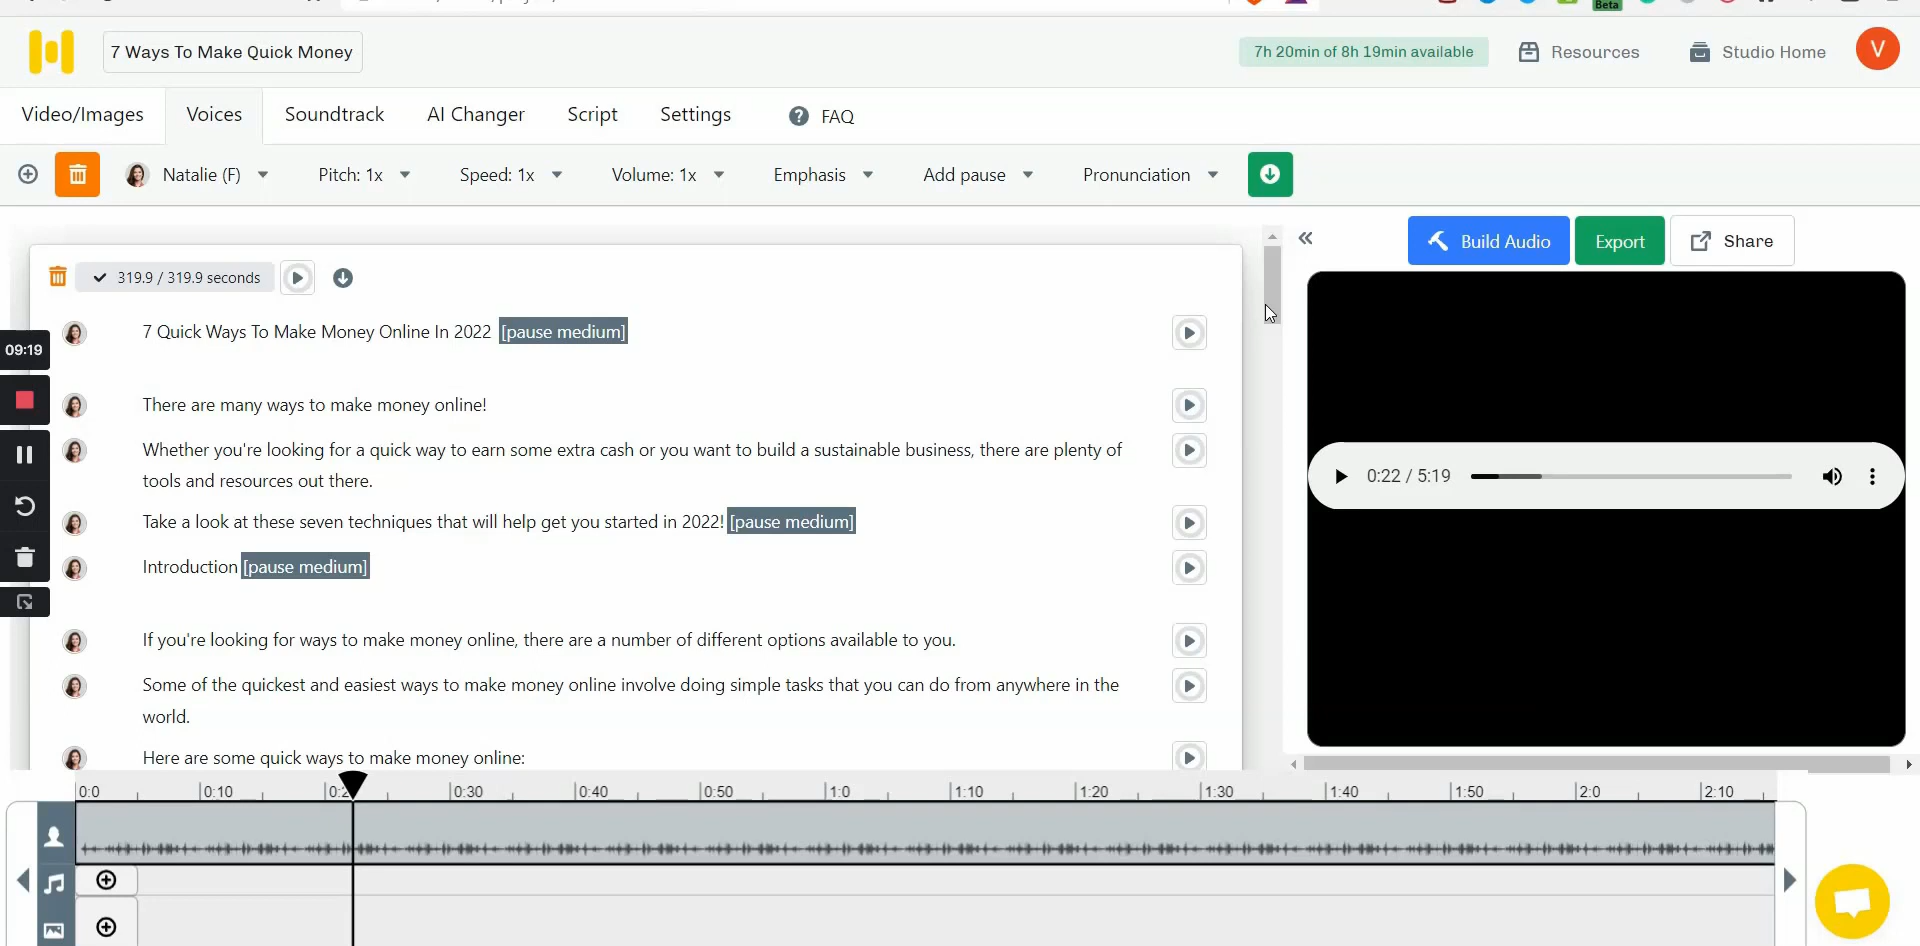 Beta
7 Ways To Make Quick Money
7h 20min of 8h 19min available
Resources
Studio Home
V
Video/Images
Voices
Soundtrack
AI Changer
Script
Settings
? FAQ
Natalie (F)
Pitch: 1x
Speed: 1x
Volume: 1x
Emphasis
Add pause
Pronunciation
Build Audio
Export
Share
319.9 / 319.9 seconds
7 Quick Ways To Make Money Online In 2022 [pause medium]
09:19
There are many ways to make money online!
Whether you're looking for a quick way to earn some extra cash or you want to build a sustainable business, there are plenty of
tools and resources out there.
0:22 / 5:19
Take a look at these seven techniques that will help get you started in 2022! [pause medium]
Introduction [pause medium]
If you're looking for ways to make money online, there are a number of different options available to you.
Some of the quickest and easiest ways to make money online involve doing simple tasks that you can do from anywhere in the
world.
Here are some quick ways to make money online:
0:0
0:10
0:2
0:30
0:40
0:50
1:0
1:10
1:20
1:30
1:40
1:50
2:0
2:10